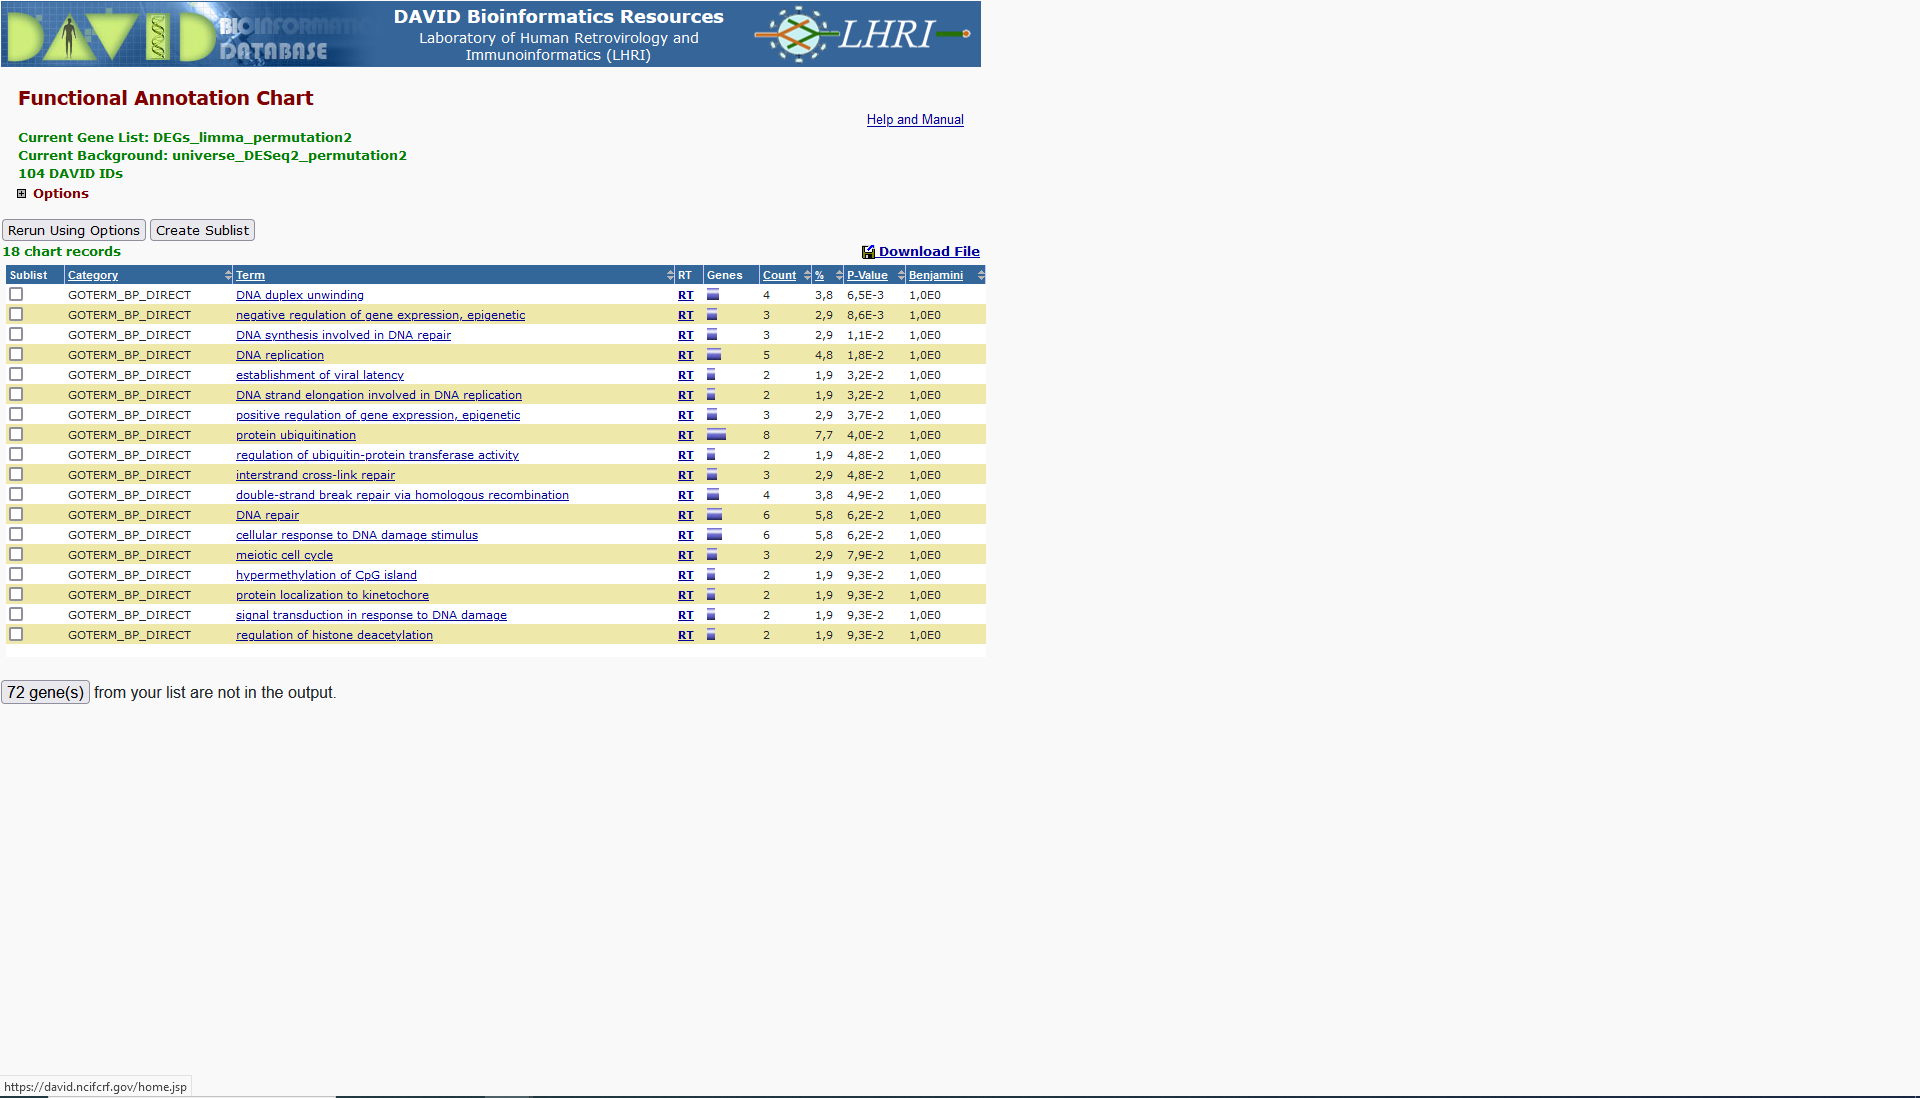 DAVID BIOINFORMATICS DATABASE
DAVID Bioinformatics Resources
Laboratory of Human Retrovirology and
Immunoinformatics (LHRI)
LHRI
Functional Annotation Chart
Help and Manual
Current Gene List: DEGs_limma_permutation2
Current Background: universe_DESeq2_permutation2
104 DAVID IDs
Options
Rerun Using Options Create Sublist
18 chart records Download File
Sublist Category Term RT Genes Count % P-Value Benjamini
GOTERM_BP_DIRECT DNA duplex unwinding RT 4 3,8 6,5E-3 1,0E0
GOTERM_BP_DIRECT negative regulation of gene expression, epigenetic RT 3 2,9 8,6E-3 1,0E0
GOTERM_BP_DIRECT DNA synthesis involved in DNA repair RT 3 2,9 1,1E-2 1,0E0
GOTERM_BP_DIRECT DNA replication RT 5 4,8 1,8E-2 1,0E0
GOTERM_BP_DIRECT establishment of viral latency RT 2 1,9 3,2E-2 1,0E0
GOTERM_BP_DIRECT DNA strand elongation involved in DNA replication RT 2 1,9 3,2E-2 1,0E0
GOTERM_BP_DIRECT positive regulation of gene expression, epigenetic RT 3 2,9 3,7E-2 1,0E0
GOTERM_BP_DIRECT protein ubiquitination RT 8 7,7 4,0E-2 1,0E0
GOTERM_BP_DIRECT regulation of ubiquitin-protein transferase activity RT 2 1,9 4,8E-2 1,0E0
GOTERM_BP_DIRECT interstrand cross-link repair RT 3 2,9 4,8E-2 1,0E0
GOTERM_BP_DIRECT double-strand break repair via homologous recombination RT 4 3,8 4,9E-2 1,0E0
GOTERM_BP_DIRECT DNA repair RT 6 5,8 6,2E-2 1,0E0
GOTERM_BP_DIRECT cellular response to DNA damage stimulus RT 6 5,8 6,2E-2 1,0E0
GOTERM_BP_DIRECT meiotic cell cycle RT 3 2,9 7,9E-2 1,0E0
GOTERM_BP_DIRECT hypermethylation of CpG island RT 2 1,9 9,3E-2 1,0E0
GOTERM_BP_DIRECT protein localization to kinetochore RT 2 1,9 9,3E-2 1,0E0
GOTERM_BP_DIRECT signal transduction in response to DNA damage RT 2 1,9 9,3E-2 1,0E0
GOTERM_BP_DIRECT regulation of histone deacetylation RT 2 1,9 9,3E-2 1,0E0
72 gene(s) from your list are not in the output.
https://david.ncifcrf.gov/home.jsp